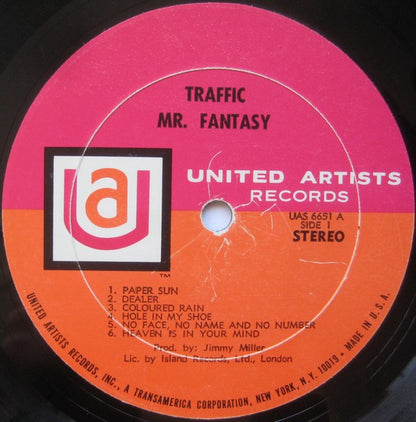 TRAFFIC
MR. FANTASY
ua
UNITED ARTISTS
RECORDS
UAS 6651 A
SIDE 1
STEREO
TM
1. PAPER SUN
2. DEALER
3. COLOURED RAIN
4. HOLE IN MY SHOE
5. NO FACE, NO NAME AND NO NUMBER
6. HEAVEN IS IN YOUR MIND
Prod. by: Jimmy Miller
Lic. by Island Records, Ltd., London
UNITED ARTISTS RECORDS, INC., A TRANSAMERICA CORPORATION, NEW YORK, N.Y. 10019 • MADE IN U.S.A.